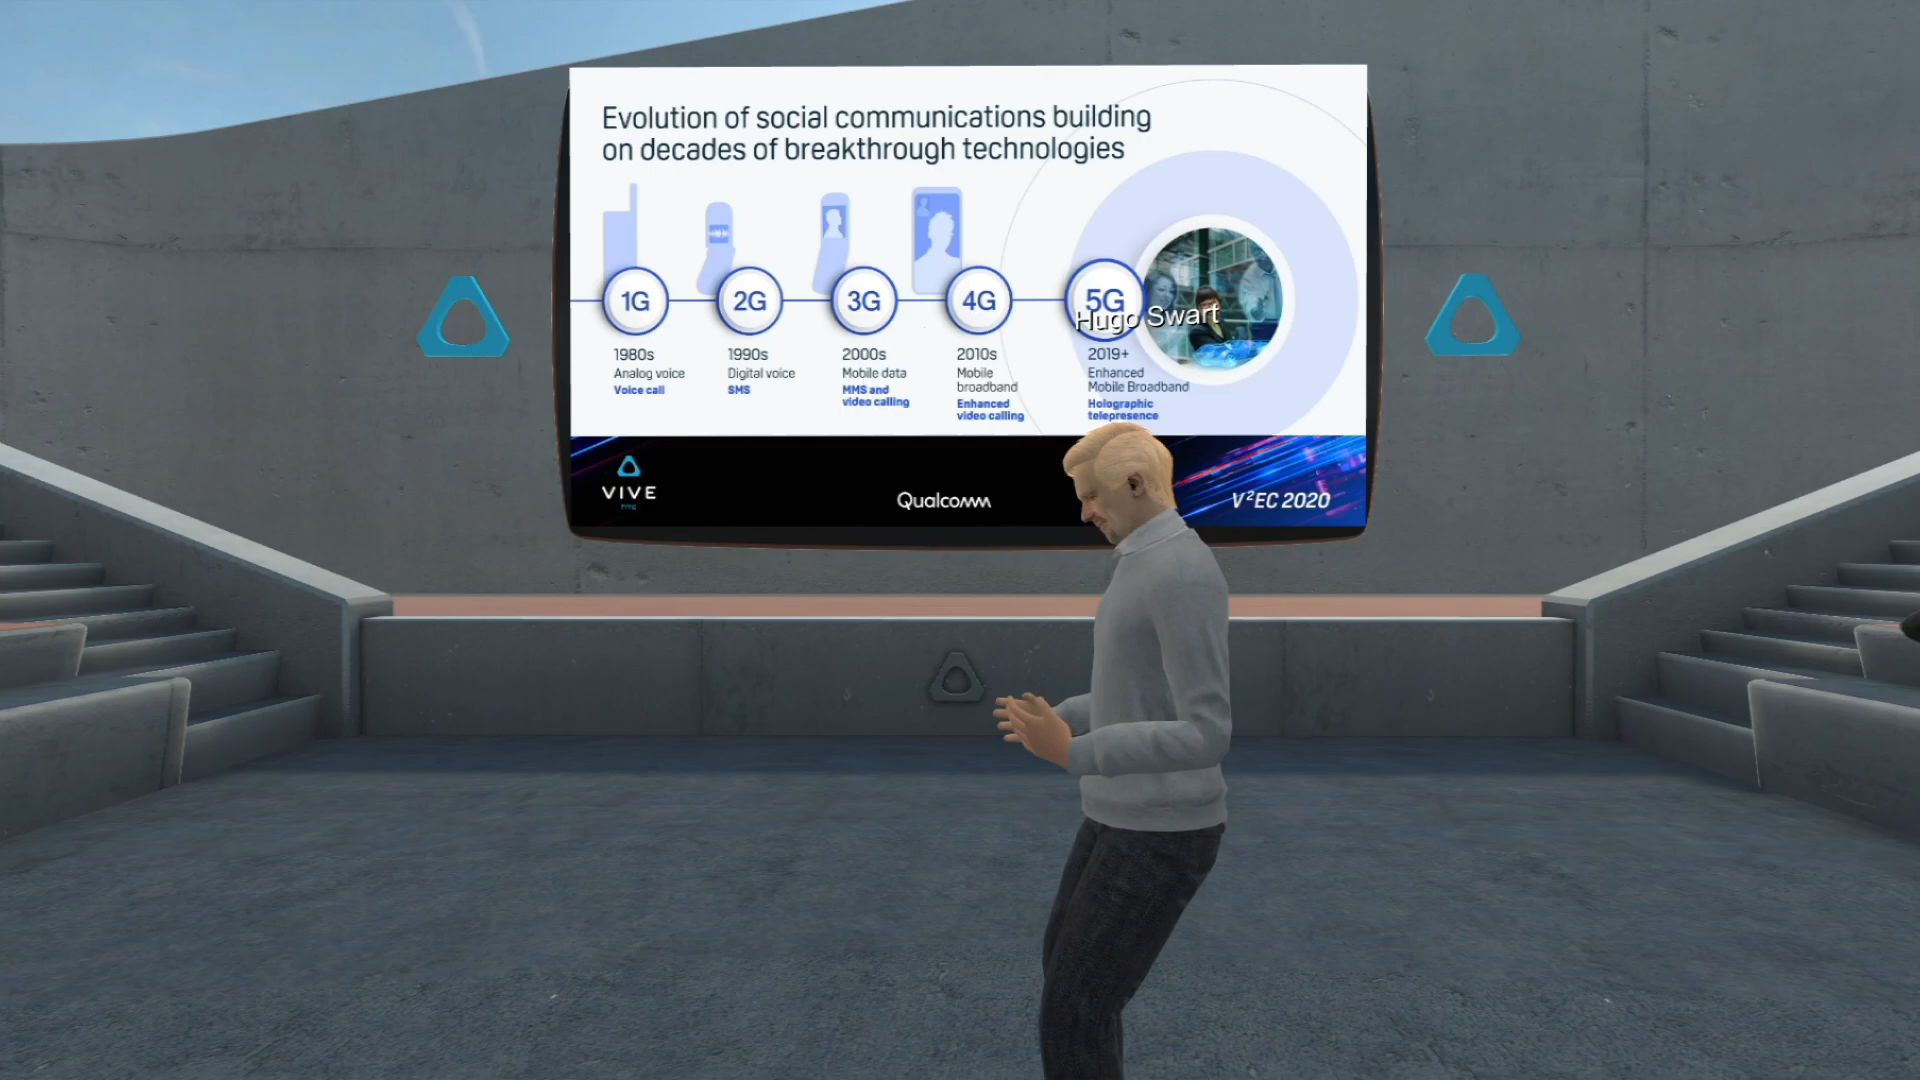 Evolution of social communications building
on decades of breakthrough technologies
1G
2G
3G
4G
5G
Hugo Swart
1980s
Analog voice
Voice call
1990s
Digital voice
SMS
2000s
Mobile data
MMS and
video calling
2010s
Mobile
broadband
Enhanced
video calling
2019+
Enhanced
Mobile Broadband
Holographic
telepresence
VIVE
Qualcomm
V²EC 2020